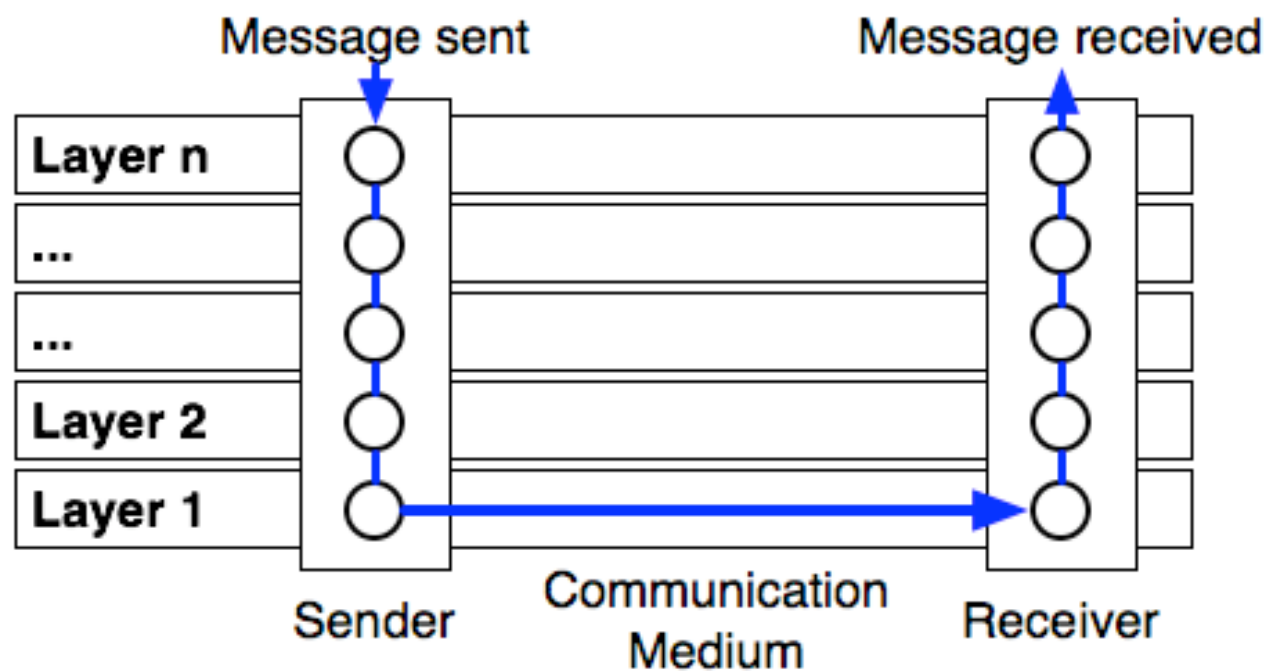 Message sent
Message received
Layer n
...
...
Layer 2
Layer 1
Sender
Communication
Medium
Receiver